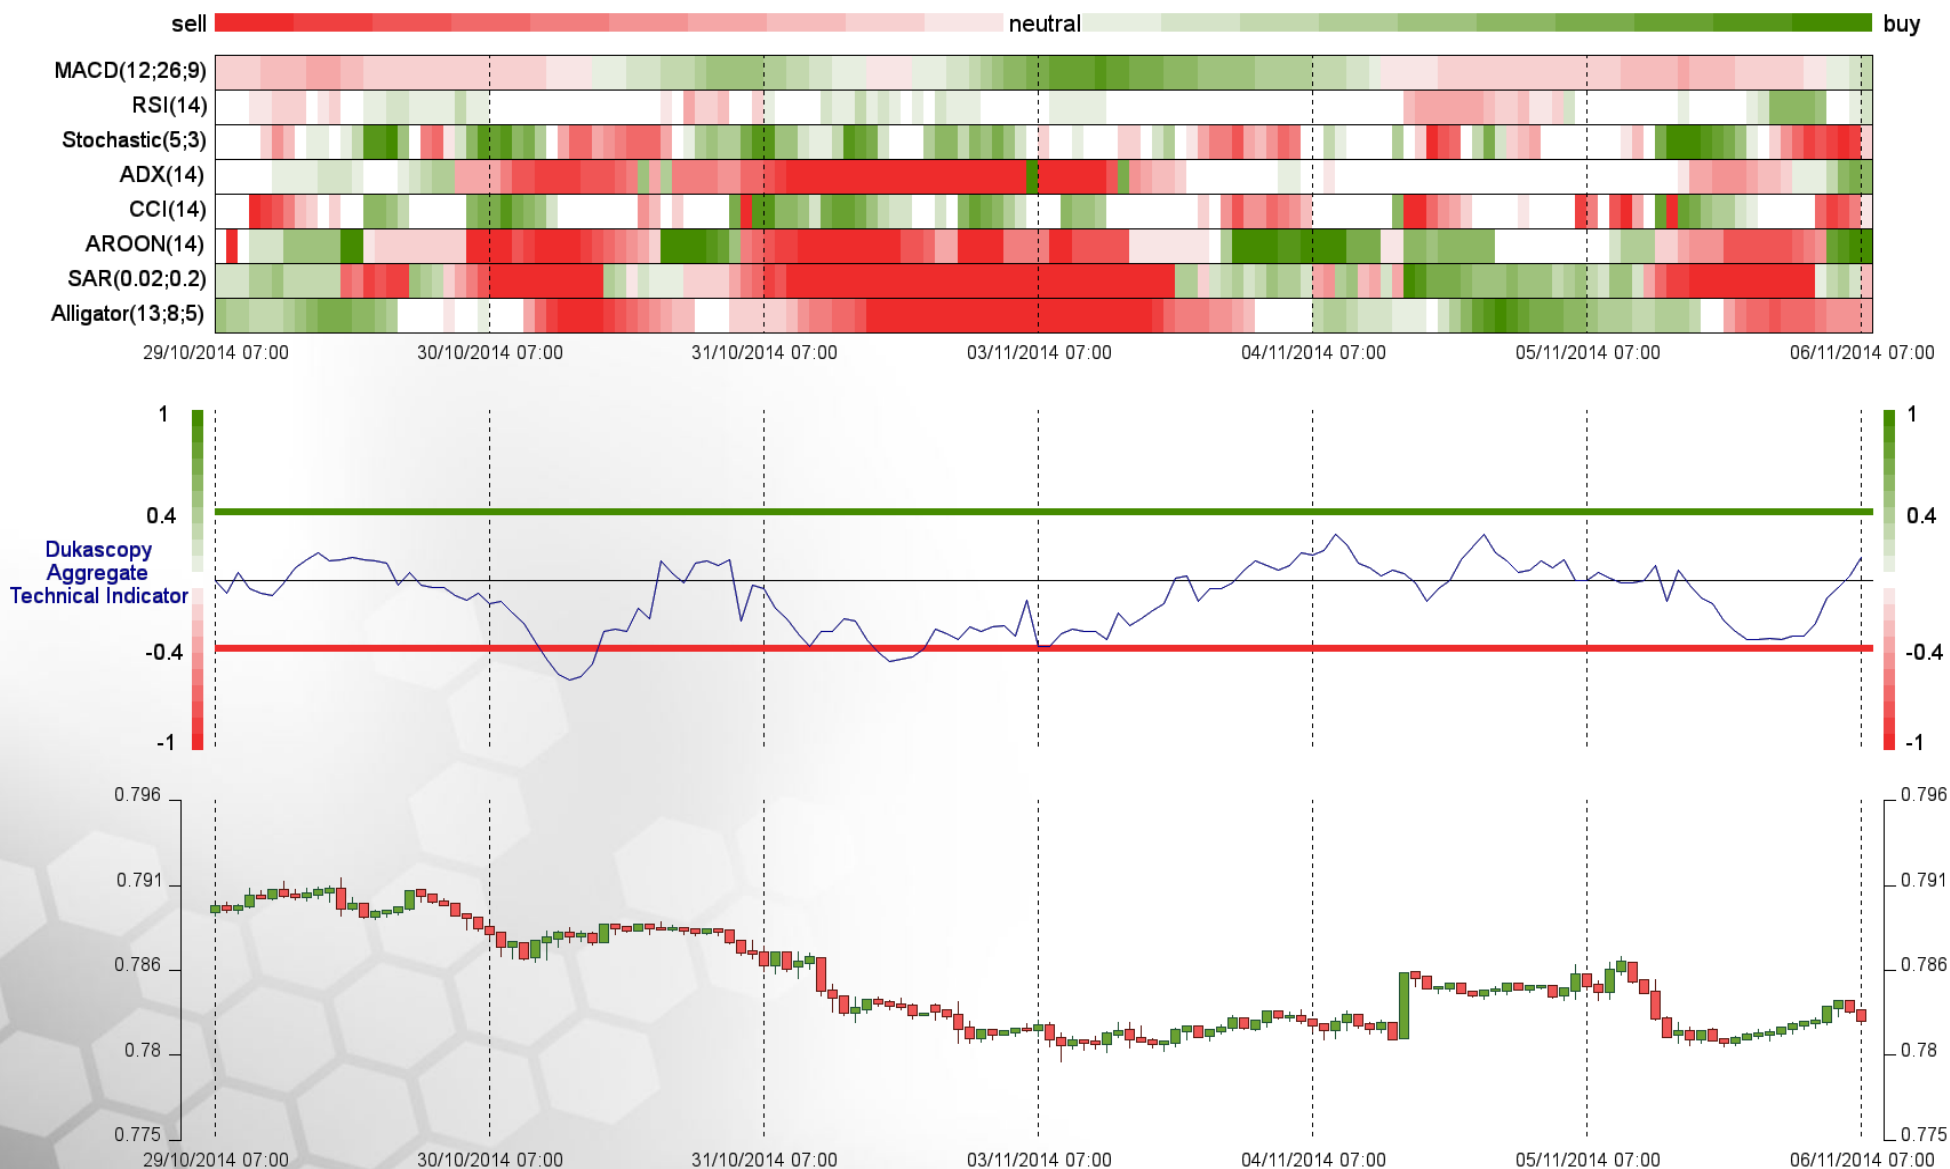 sell neutral buy
MACD(12;26;9)
RSI(14)
Stochastic(5;3)
ADX(14)
CCI(14)
AROON(14)
SAR(0.02;0.2)
Alligator(13;8;5)
29/10/2014 07:00 30/10/2014 07:00 31/10/2014 07:00 03/11/2014 07:00 04/11/2014 07:00 05/11/2014 07:00 06/11/2014 07:00
1 1
0.4 0.4
Dukascopy
Aggregate
Technical Indicator
-0.4 -0.4
-1 -1
0.796 0.796
0.791 0.791
0.786 0.786
0.78 0.78
0.775 0.775
29/10/2014 07:00 30/10/2014 07:00 31/10/2014 07:00 03/11/2014 07:00 04/11/2014 07:00 05/11/2014 07:00 06/11/2014 07:00